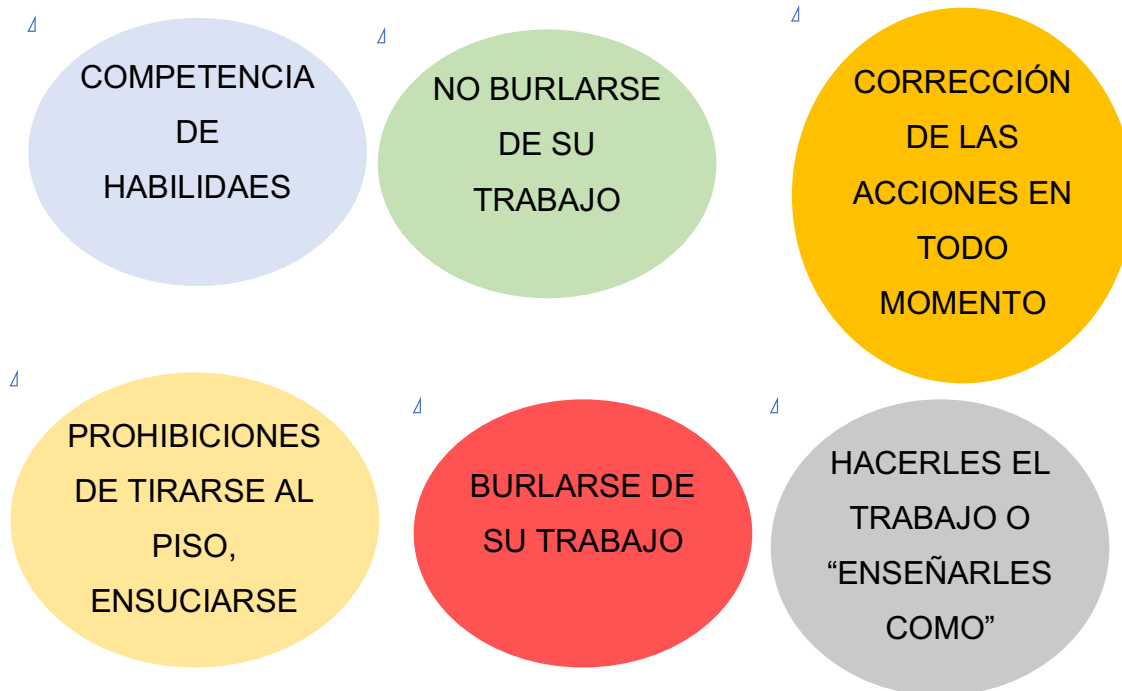 COMPETENCIA
DE
HABILIDAES
NO BURLARSE
DE SU
TRABAJO
CORRECCIÓN
DE LAS
ACCIONES EN
TODO
MOMENTO
PROHIBICIONES
DE TIRARSE AL
PISO,
ENSUCIARSE
BURLARSE DE
SU TRABAJO
HACERLES EL
TRABAJO O
“ENSEÑARLES
COMO”